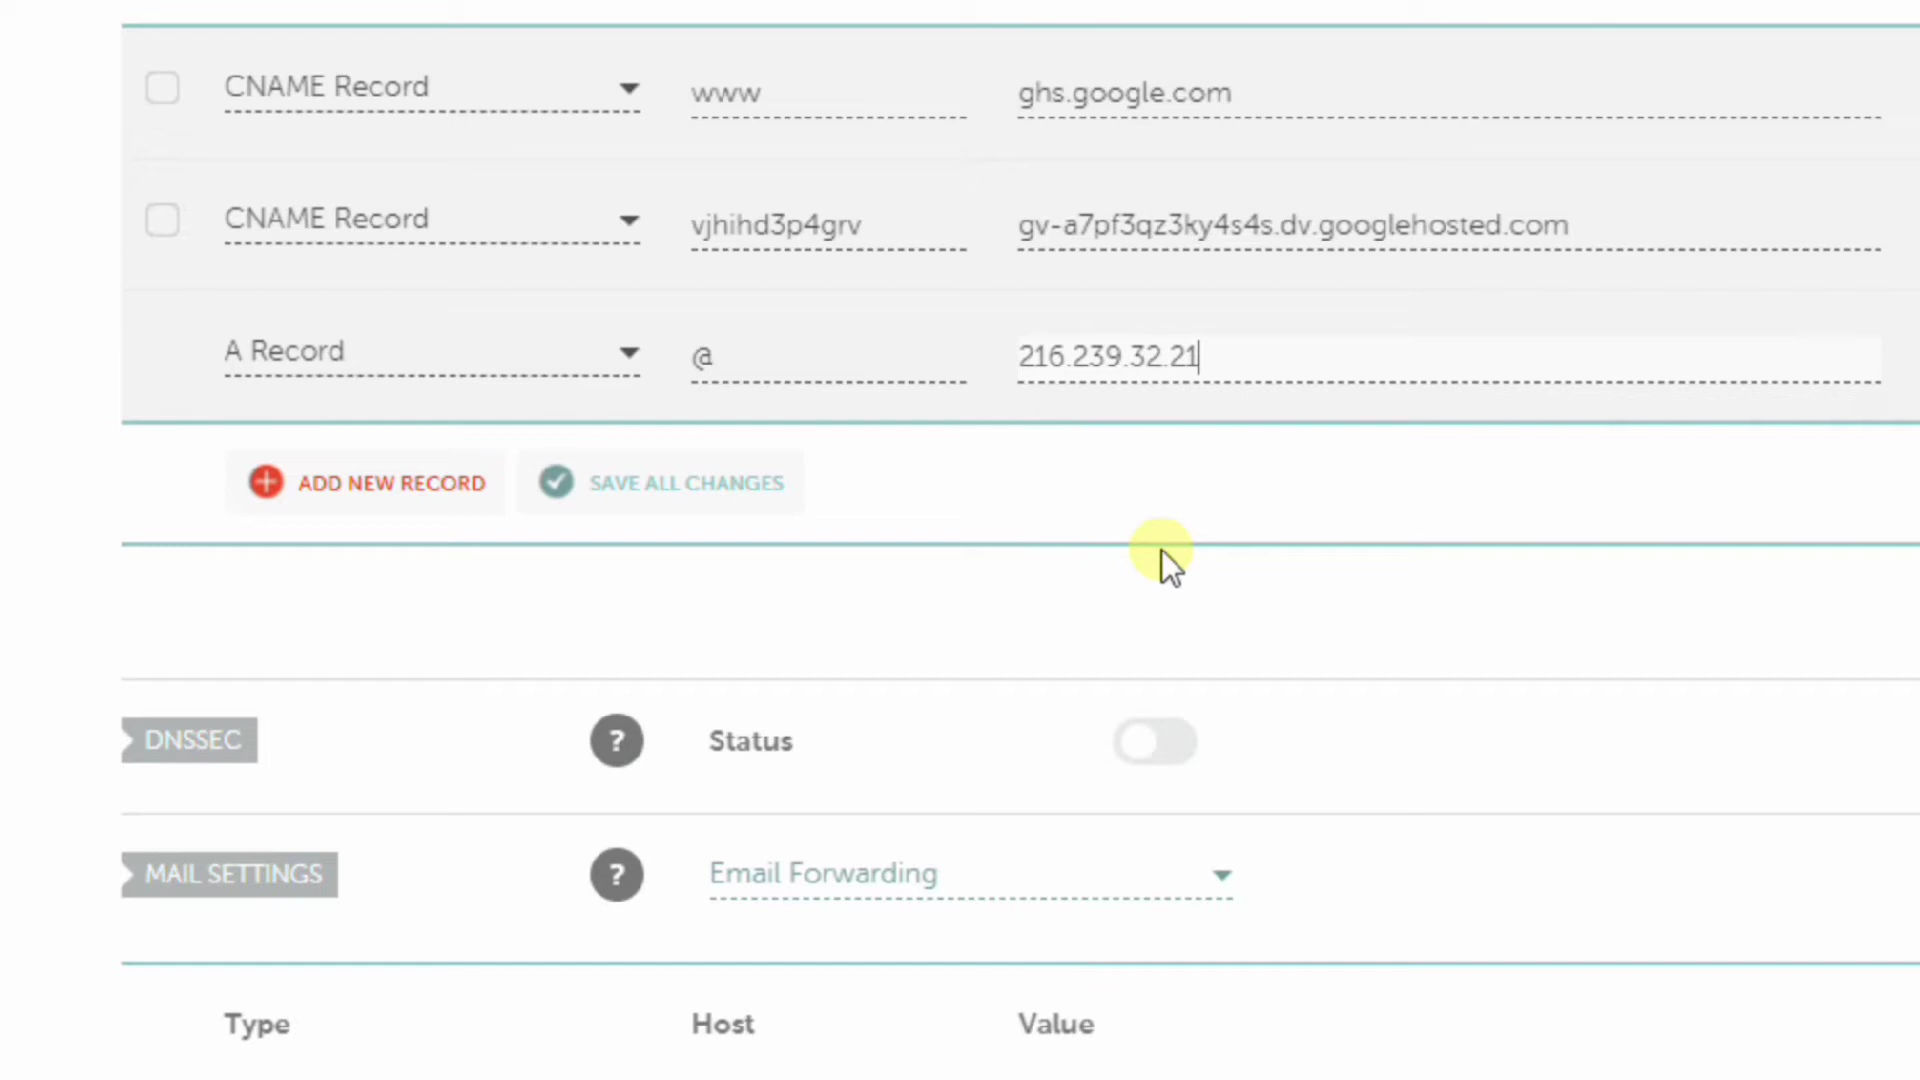 CNAME Record www ghs.google.com
CNAME Record vjhihd3p4grv gv-a7pf3qz3ky4s4s.dv.googlehosted.com
A Record @ 216.239.32.21
ADD NEW RECORD SAVE ALL CHANGES
DNSSEC ? Status
MAIL SETTINGS ? Email Forwarding
Type Host Value